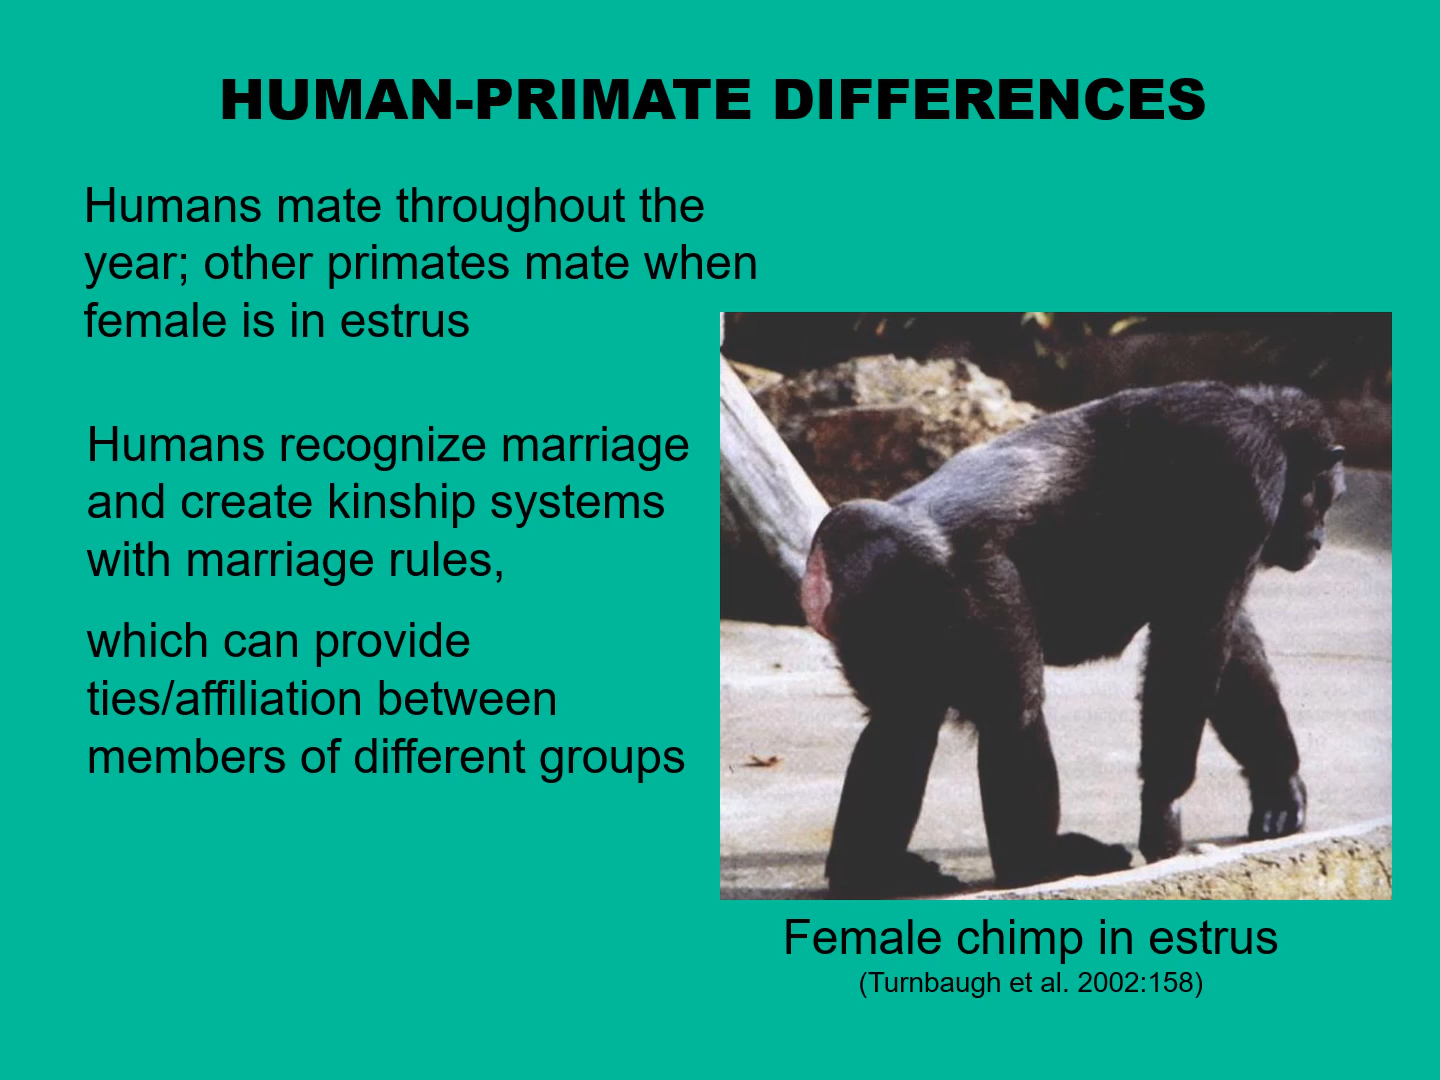 HUMAN-PRIMATE DIFFERENCES
Humans mate throughout the
year; other primates mate when
female is in estrus
Humans recognize marriage
and create kinship systems
with marriage rules,
which can provide
ties/affiliation between
members of different groups
Female chimp in estrus
(Turnbaugh et al. 2002:158)